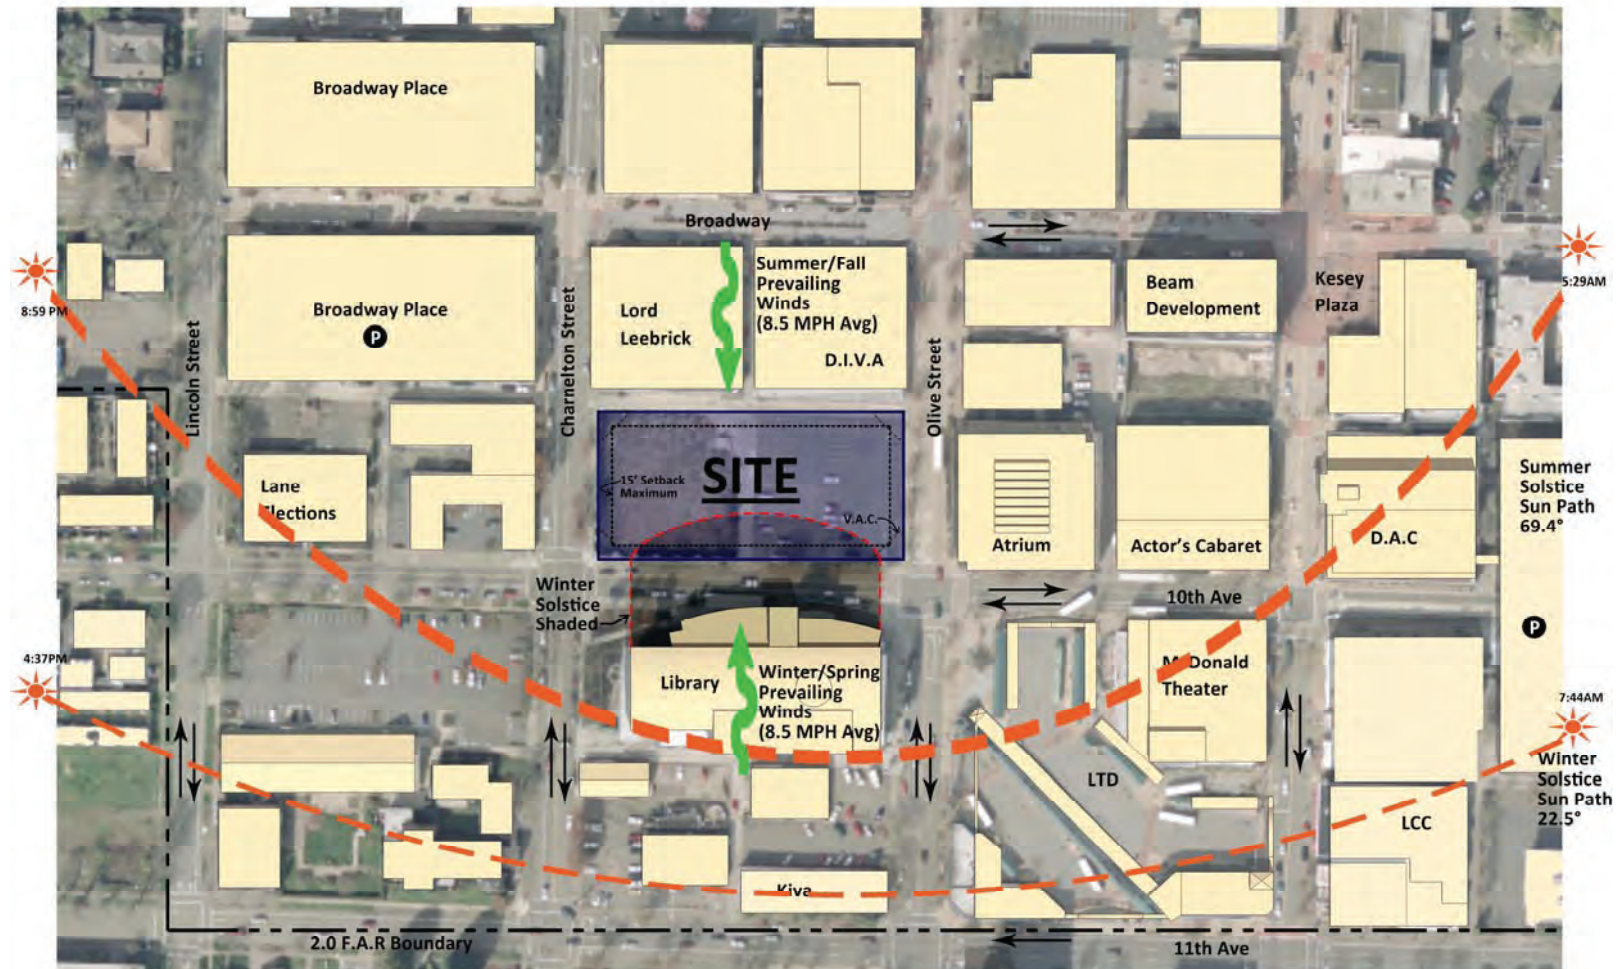 Broadway Place
Broadway
Summer/Fall
Prevailing
Winds
(8.5 MPH Avg)
D.I.V.A
Lord
Leebrick
Broadway Place
P
Beam
Development
Kesey
Plaza
5:29AM
8:59 PM
Lincoln Street
Charnelton Street
Olive Street
Lane
Elections
15' Setback
Maximum
SITE
V.A.C.
Atrium
Actor's Cabaret
D.A.C
Summer
Solstice
Sun Path
69.4°
Winter
Solstice
Shaded
10th Ave
P
4:37PM
Library
Winter/Spring
Prevailing
Winds
(8.5 MPH Avg)
McDonald
Theater
7:44AM
LTD
Winter
Solstice
Sun Path
22.5°
LCC
Kiva
2.0 F.A.R Boundary
11th Ave